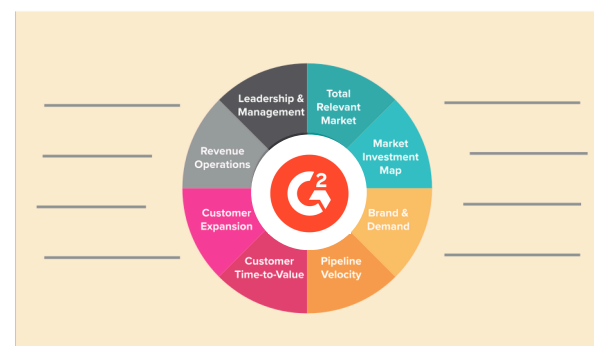 Leadership &
Management
Total
Relevant
Market
Market
Investment
Map
Brand &
Demand
Pipeline
Velocity
Customer
Time-to-Value
Customer
Expansion
Revenue
Operations
G2